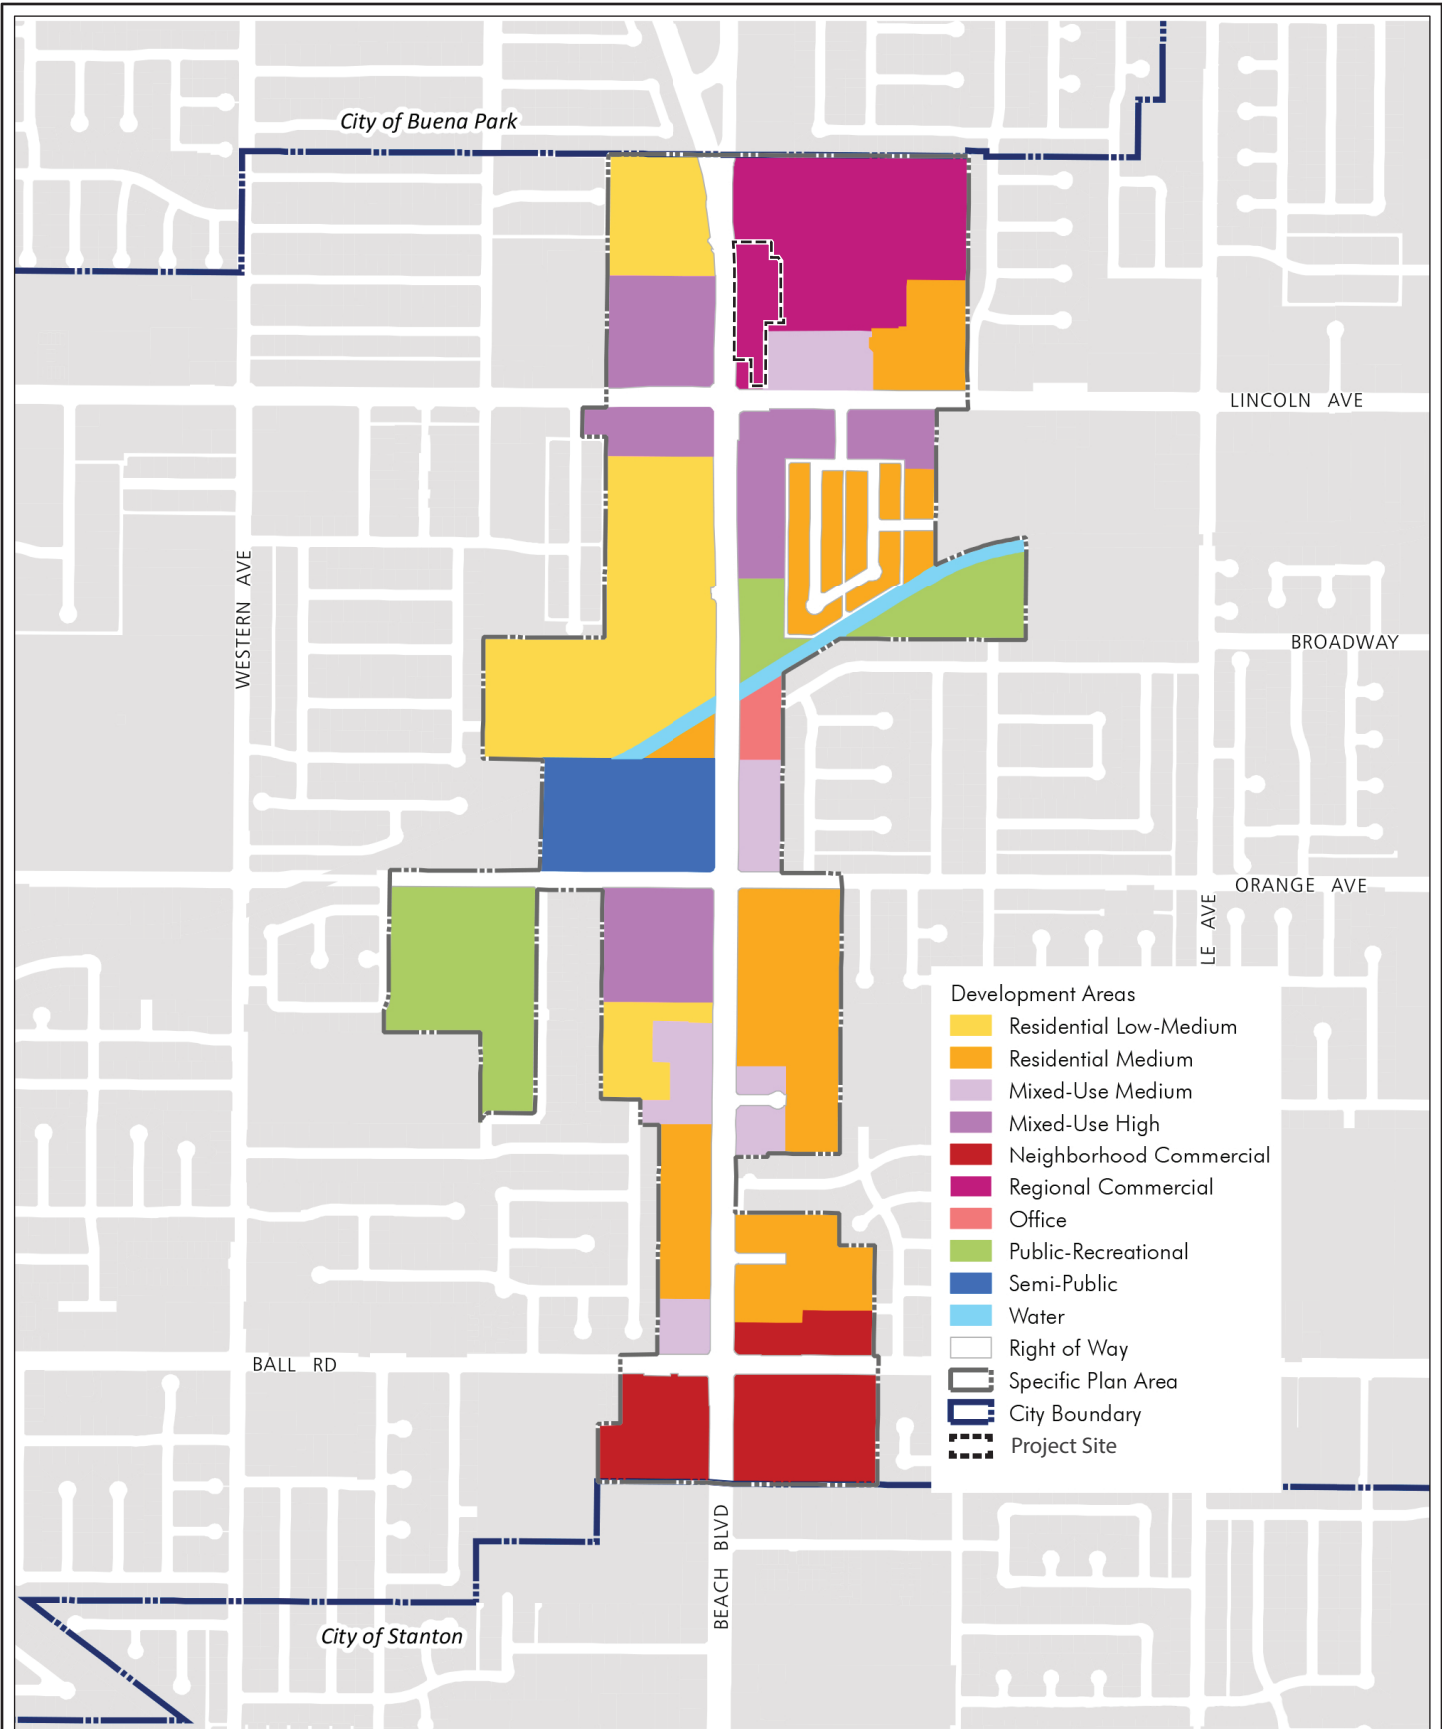 City of Buena Park
LINCOLN AVE
WESTERN AVE
BROADWAY
ORANGE AVE
LE AVE
Development Areas
Residential Low-Medium
Residential Medium
Mixed-Use Medium
Mixed-Use High
Neighborhood Commercial
Regional Commercial
Office
Public-Recreational
Semi-Public
Water
Right of Way
Specific Plan Area
City Boundary
Project Site
BALL RD
BEACH BLVD
City of Stanton